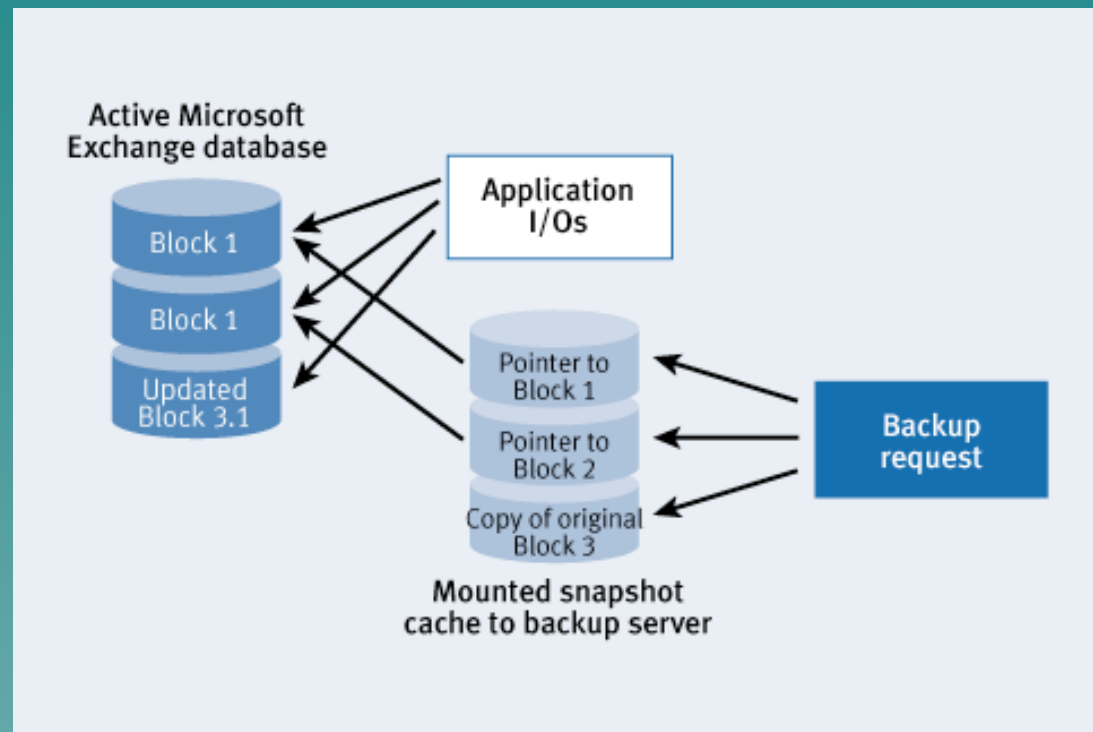 Active Microsoft
Exchange database
Block 1
Block 1
Updated
Block 3.1
Application
I/Os
Pointer to
Block 1
Pointer to
Block 2
Copy of original
Block 3
Mounted snapshot
cache to backup server
Backup
request